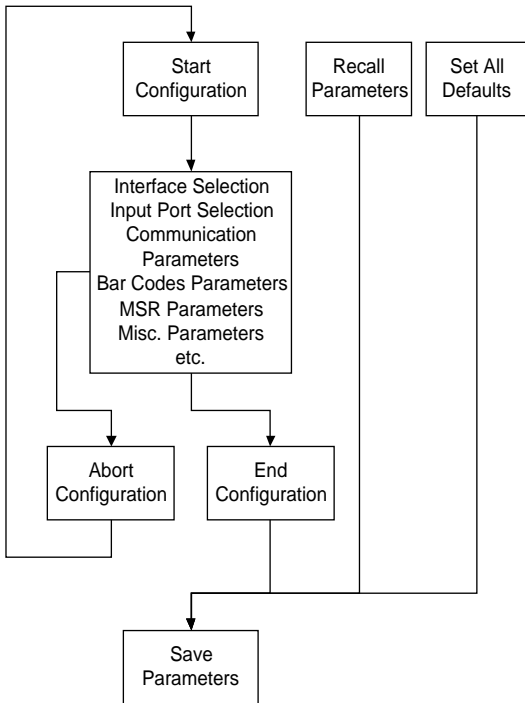 Start
Configuration
Recall
Parameters
Set All
Defaults
Interface Selection
Input Port Selection
Communication
Parameters
Bar Codes Parameters
MSR Parameters
Misc. Parameters
etc.
Abort
Configuration
End
Configuration
Save
Parameters